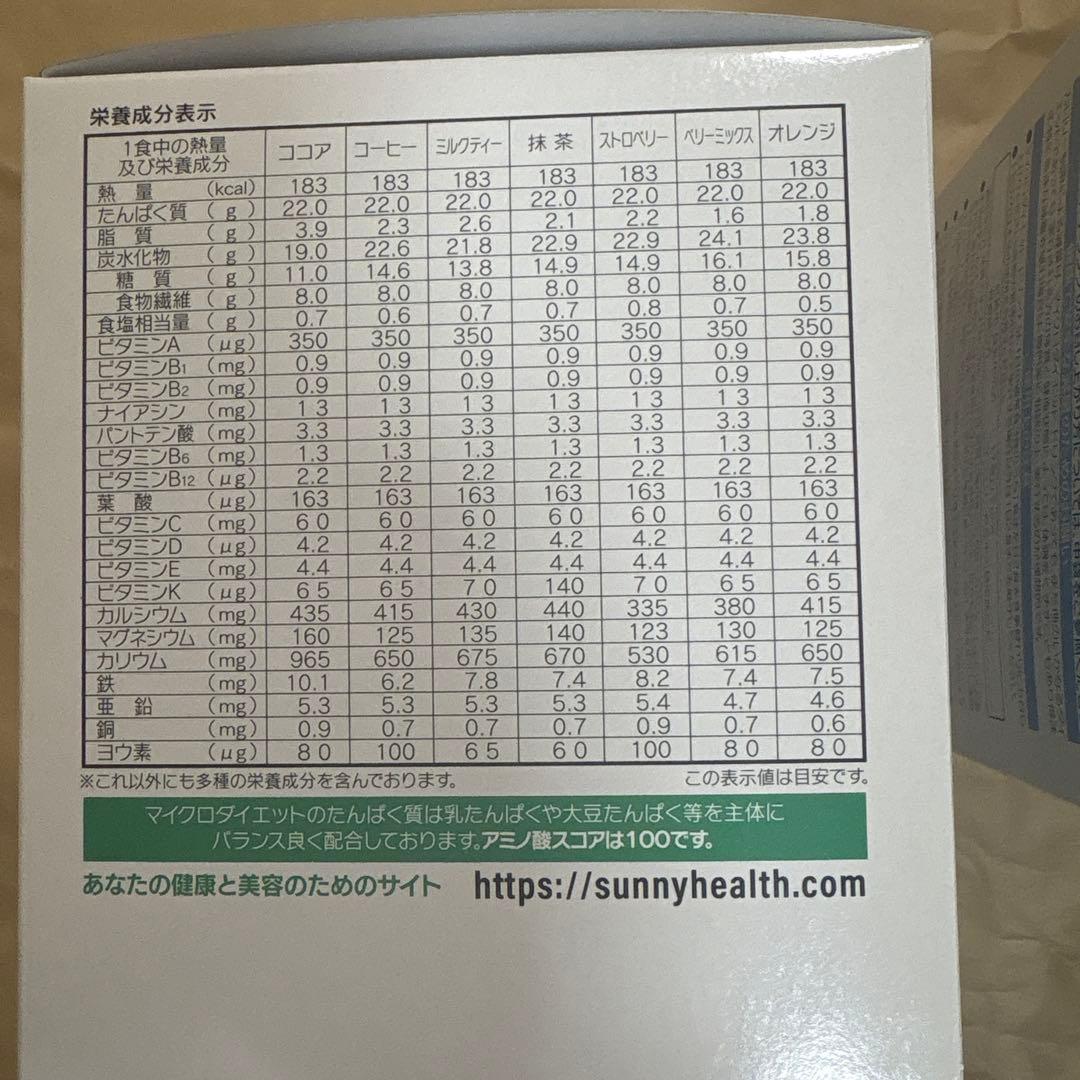 栄養成分表示
1食中の熱量及び栄養成分 ココア コーヒー ミルクティー 抹茶 ストロベリー ベリーミックス オレンジ
熱量 (kcal) 183 183 183 183 183 183 183
たんぱく質 (g) 22.0 22.0 22.0 22.0 22.0 22.0 22.0
脂質 (g) 3.9 2.3 2.6 2.1 2.2 1.6 1.8
炭水化物 (g) 19.0 22.6 21.8 22.9 22.9 24.1 23.8
糖質 (g) 11.0 14.6 13.8 14.9 14.9 16.1 15.8
食物繊維 (g) 8.0 8.0 8.0 8.0 8.0 8.0 8.0
食塩相当量 (g) 0.7 0.6 0.7 0.7 0.8 0.7 0.5
ビタミンA (μg) 350 350 350 350 350 350 350
ビタミンB1 (mg) 0.9 0.9 0.9 0.9 0.9 0.9 0.9
ビタミンB2 (mg) 0.9 0.9 0.9 0.9 0.9 0.9 0.9
ナイアシン (mg) 13 13 13 13 13 13 13
パントテン酸 (mg) 3.3 3.3 3.3 3.3 3.3 3.3 3.3
ビタミンB6 (mg) 1.3 1.3 1.3 1.3 1.3 1.3 1.3
ビタミンB12 (μg) 2.2 2.2 2.2 2.2 2.2 2.2 2.2
葉酸 (μg) 163 163 163 163 163 163 163
ビタミンC (mg) 60 60 60 60 60 60 60
ビタミンD (μg) 4.2 4.2 4.2 4.2 4.2 4.2 4.2
ビタミンE (mg) 4.4 4.4 4.4 4.4 4.4 4.4 4.4
ビタミンK (μg) 65 65 70 140 70 65 65
カルシウム (mg) 435 415 430 440 335 380 415
マグネシウム (mg) 160 125 135 140 123 130 125
カリウム (mg) 965 650 675 670 530 615 650
鉄 (mg) 10.1 6.2 7.8 7.4 8.2 7.4 7.5
亜鉛 (mg) 5.3 5.3 5.3 5.3 5.4 4.7 4.6
銅 (mg) 0.9 0.7 0.7 0.7 0.9 0.7 0.6
ヨウ素 (μg) 80 100 65 60 100 80 80
※これ以外にも多種の栄養成分を含んでおります。 この表示値は目安です。
マイクロダイエットのたんぱく質は乳たんぱくや大豆たんぱく等を主体に
バランス良く配合しております。アミノ酸スコアは100です。
あなたの健康と美容のためのサイト https://sunnyhealth.com